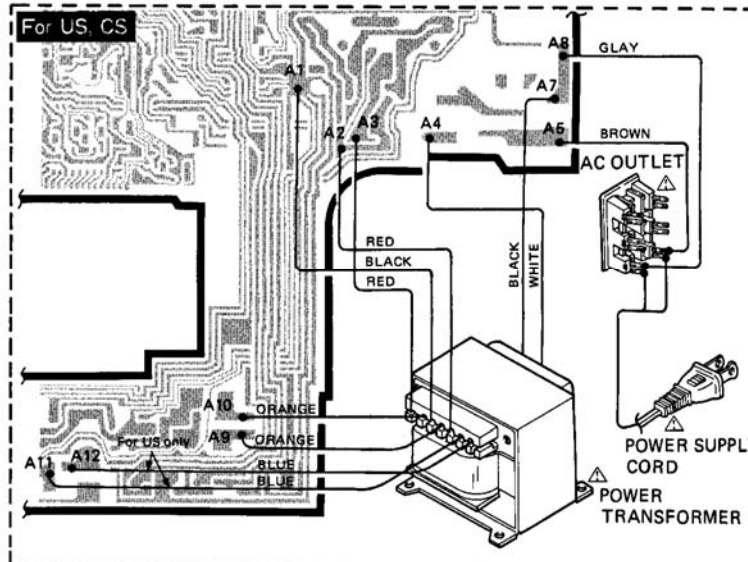 For US, CS
A8
GLAY
A1
A7
A2
A3
A4
A5
BROWN
AC OUTLET
RED
BLACK
RED
BLACK
WHITE
A10
ORANGE
A9
ORANGE
For US only
A11
A12
BLUE
BLUE
POWER SUPPLY
CORD
POWER
TRANSFORMER